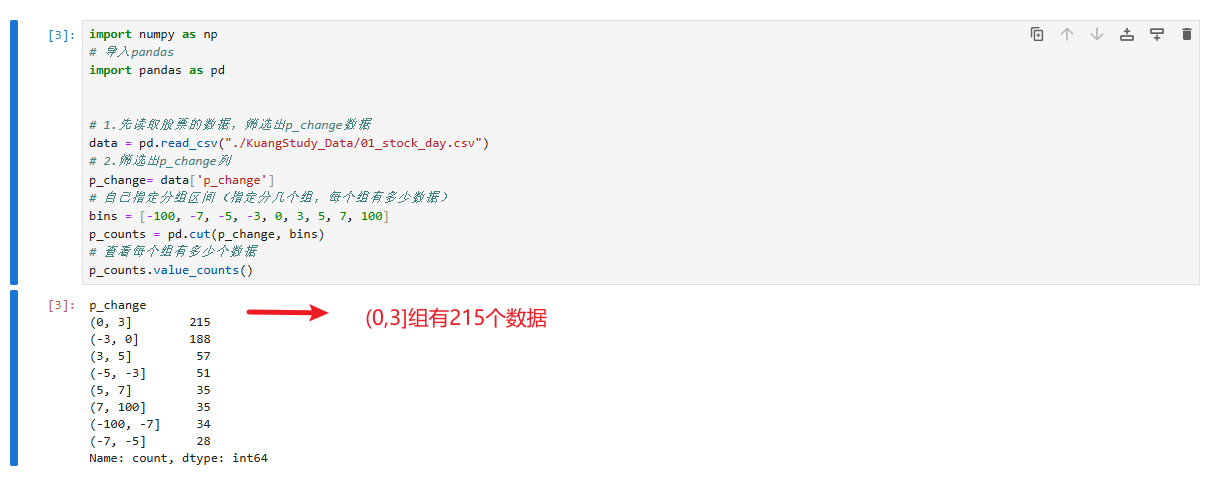 [3]:
import numpy as np
# 导入pandas
import pandas as pd
# 1.先读取股票的数据，筛选出p_change数据
data = pd.read_csv("./KuangStudy_Data/01_stock_day.csv")
# 2.筛选出p_change列
p_change= data['p_change']
# 自己指定分组区间（指定分几个组，每个组有多少数据）
bins = [-100, -7, -5, -3, 0, 3, 5, 7, 100]
p_counts = pd.cut(p_change, bins)
# 查看每个组有多少个数据
p_counts.value_counts()
[3]:
p_change
(0, 3] 215
(0,3]组有215个数据
(-3, 0] 188
(3, 5] 57
(-5, -3] 51
(5, 7] 35
(7, 100] 35
(-100, -7] 34
(-7, -5] 28
Name: count, dtype: int64